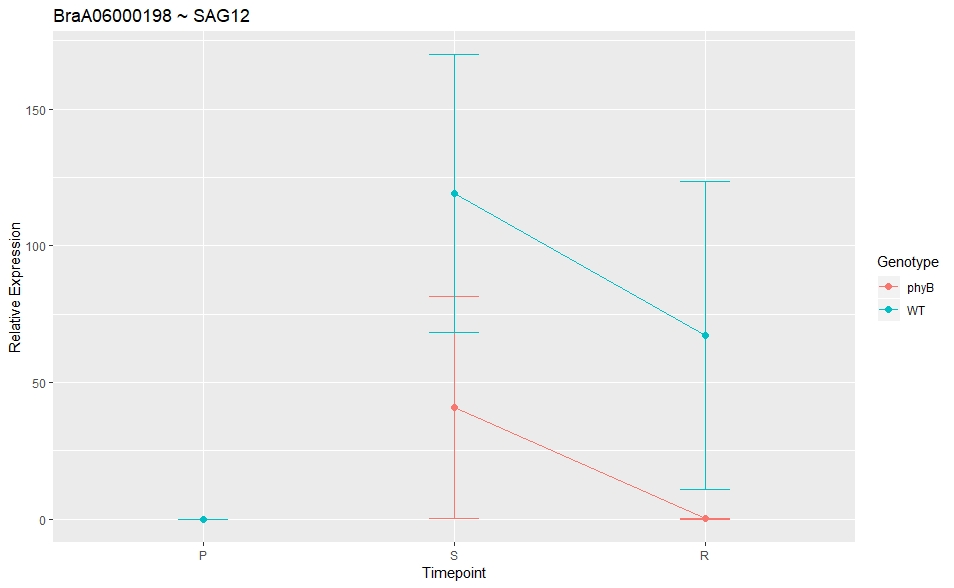 BraA06000198 ~ SAG12
150
100
50
0
Relative Expression
P
S
R
Timepoint
Genotype
phyB
WT